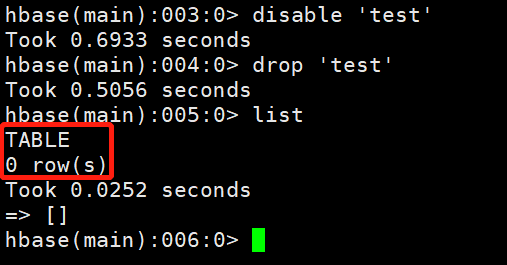 hbase(main):003:0> disable 'test'
Took 0.6933 seconds
hbase(main):004:0> drop 'test'
Took 0.5056 seconds
hbase(main):005:0> list
TABLE
0 row(s)
Took 0.0252 seconds
=> []
hbase(main):006:0>